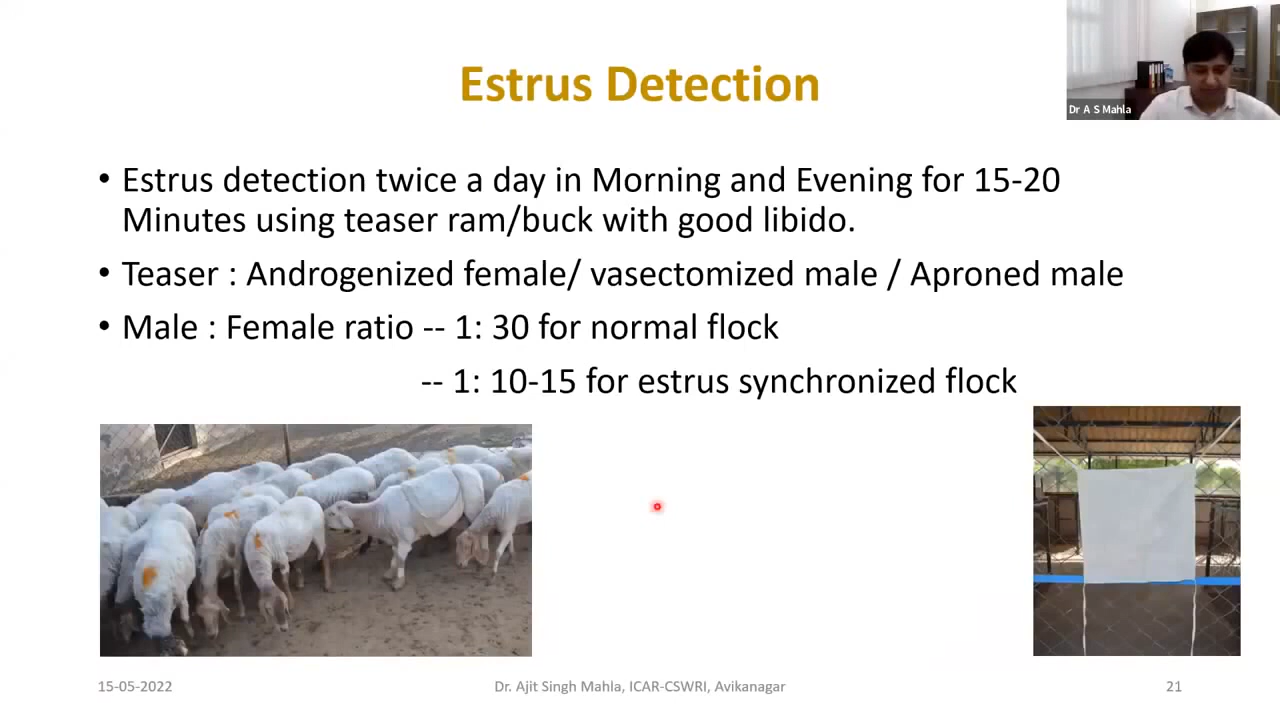 Estrus Detection
Dr A S Mahla
• Estrus detection twice a day in Morning and Evening for 15-20
Minutes using teaser ram/buck with good libido.
• Teaser : Androgenized female/ vasectomized male / Aproned male
• Male : Female ratio -- 1: 30 for normal flock
-- 1: 10-15 for estrus synchronized flock
15-05-2022
Dr. Ajit Singh Mahla, ICAR-CSWRI, Avikanagar
21